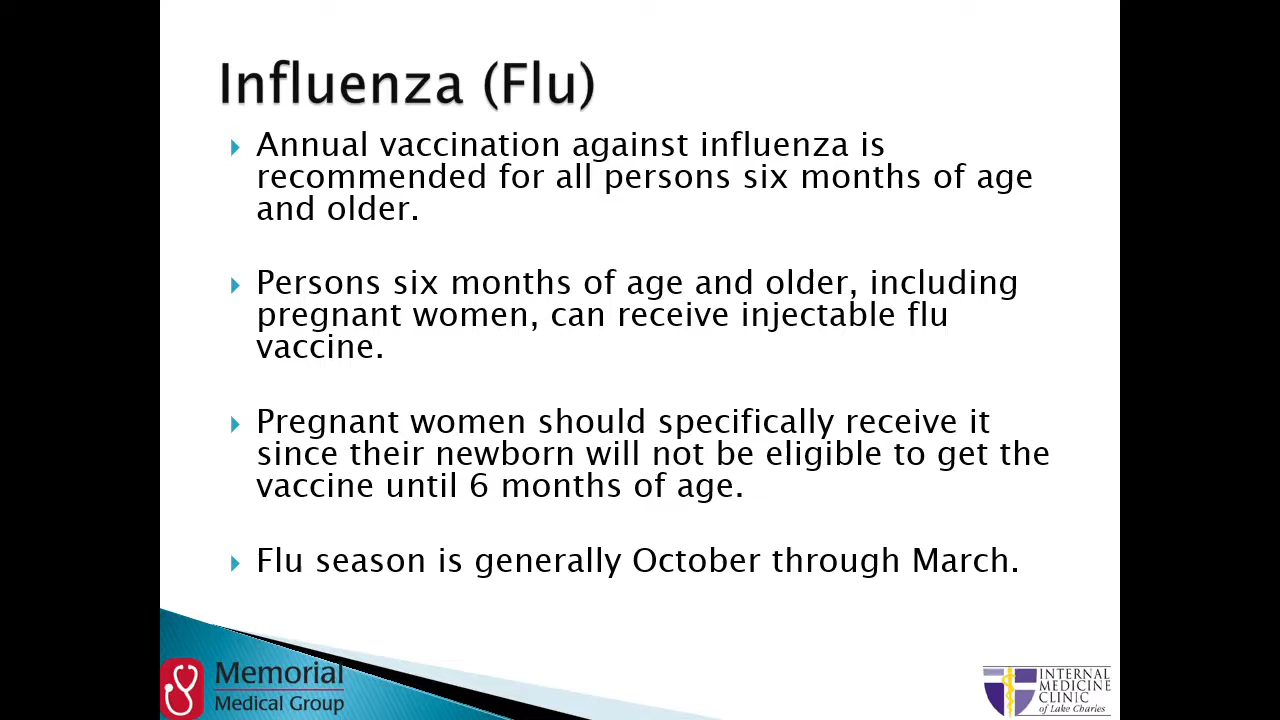 Influenza (Flu)
Annual vaccination against influenza is
recommended for all persons six months of age
and older.
Persons six months of age and older, including
pregnant women, can receive injectable flu
vaccine.
Pregnant women should specifically receive it
since their newborn will not be eligible to get the
vaccine until 6 months of age.
Flu season is generally October through March.
Memorial
Medical Group
INTERNAL
MEDICINE
CLINIC
of Lake Charles